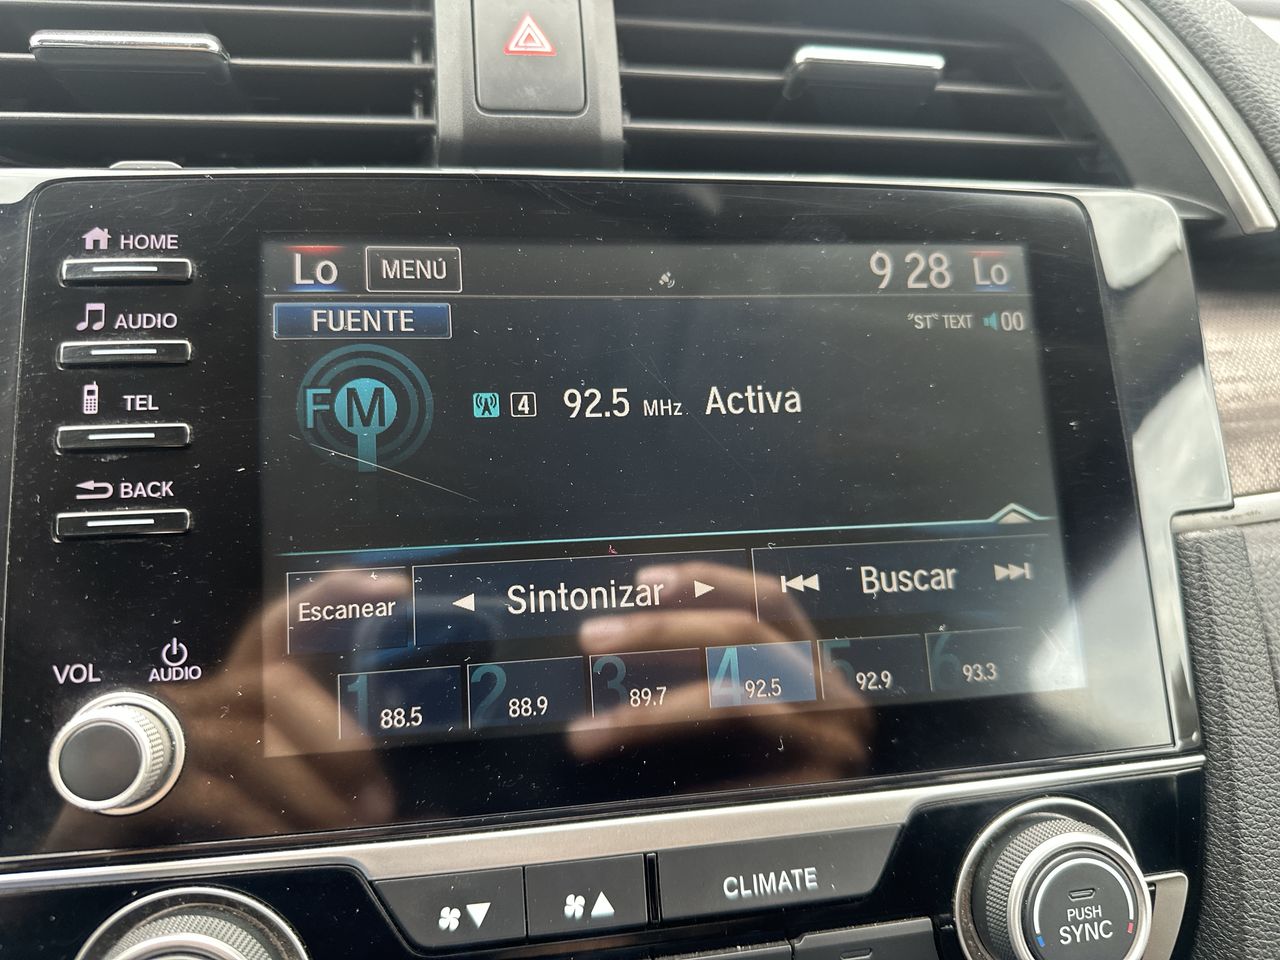 HOME
Lo MENÚ 9 28 Lo
AUDIO
FUENTE "ST" TEXT 00
TEL
FM 4 92.5 MHz Activa
BACK
Escanear Sintonizar Buscar
VOL AUDIO
1 88.5 2 88.9 3 89.7 4 92.5 5 92.9 6 93.3
CLIMATE
PUSH
SYNC